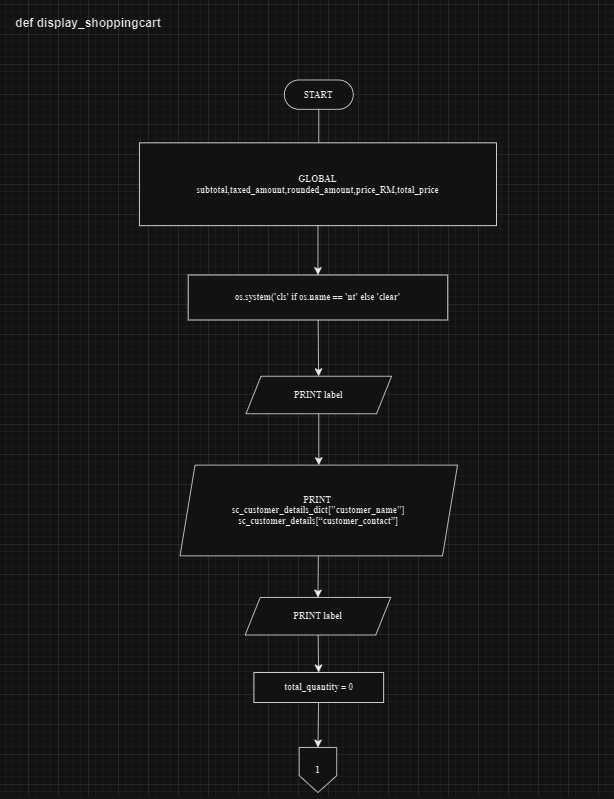 def display_shoppingcart
START
GLOBAL
subtotal,taxed_amount,rounded_amount,price_RM,total_price
os.system('cls' if os.name == 'nt' else 'clear'
PRINT label
PRINT
sc_customer_details_dict["customer_name"]
sc_customer_details["customer_contact"]
PRINT label
total_quantity = 0
1